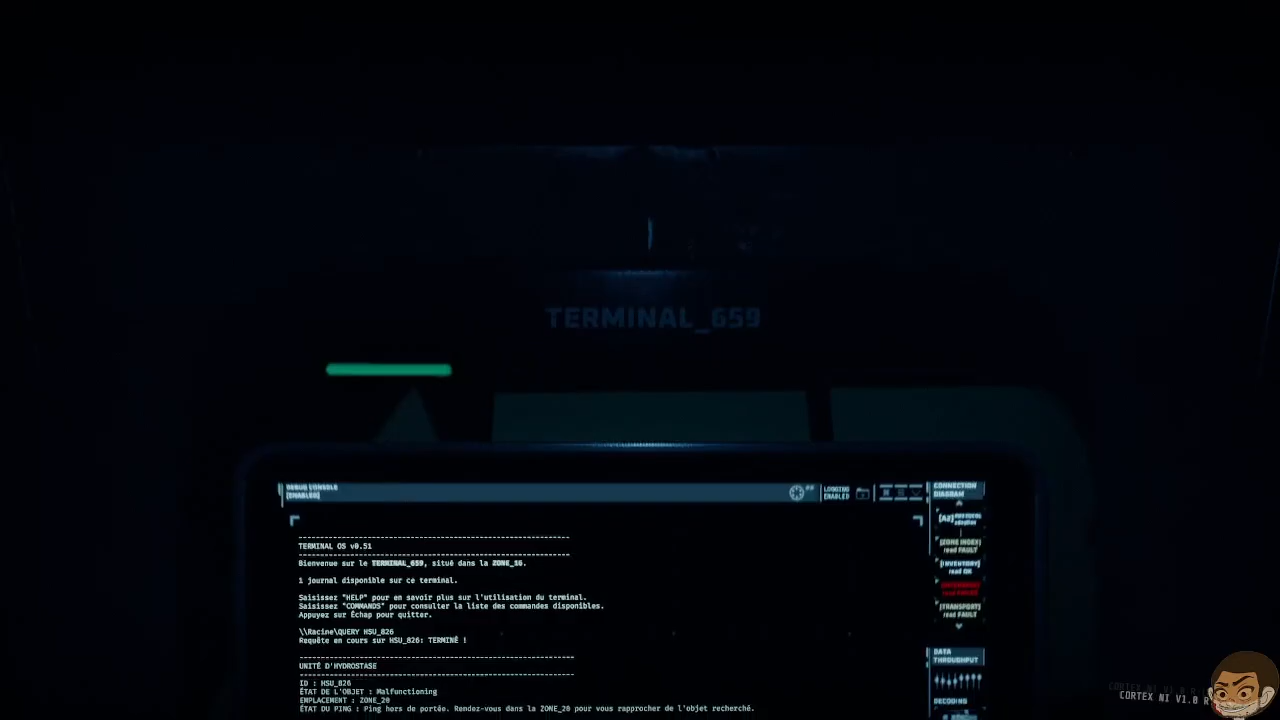 TERMINAL_659
DEBUG CONSOLE
[ENABLED]
LOGGING
ENABLED
CONNECTION
DIAGRAM
[ZONE INDEX]
read FAULT
[INVENTORY]
read OK
[TRANSPORT]
read FAULT
DATA
THROUGHPUT
DECODING
TERMINAL OS v0.51
Bienvenue sur le TERMINAL_659, situé dans la ZONE_16.
1 journal disponible sur ce terminal.
Saisissez "HELP" pour en savoir plus sur l'utilisation du terminal.
Saisissez "COMMANDS" pour consulter la liste des commandes disponibles.
Appuyez sur Échap pour quitter.
\\Racine\QUERY HSU_826
Requête en cours sur HSU_826: TERMINÉ !
UNITÉ D'HYDROSTASE
ID : HSU_826
ÉTAT DE L'OBJET : Malfunctioning
EMPLACEMENT : ZONE_20
ÉTAT DU PING : Ping hors de portée. Rendez-vous dans la ZONE_20 pour vous rapprocher de l'objet recherché.
CORTEX NI V1.0 R